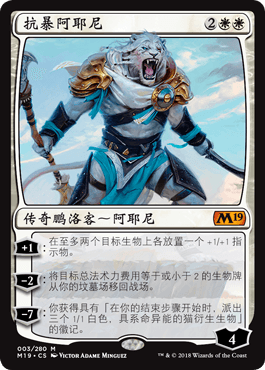 抗暴阿耶尼 2
传奇鹏洛客～阿耶尼 M19
+1: 在至多两个目标生物上各放置一个 +1/+1 指
示物。
-2: 将目标总法术力费用等于或小于 2 的生物牌
从你的坟墓场移回战场。
-7: 你获得具有「在你的结束步骤开始时，派出
三个 1/1 白色，具系命异能的猫衍生生物」
的徽记。
4
003/280 M
M19 • CS VICTOR ADAME MINGUEZ
™ & © 2018 Wizards of the Coast